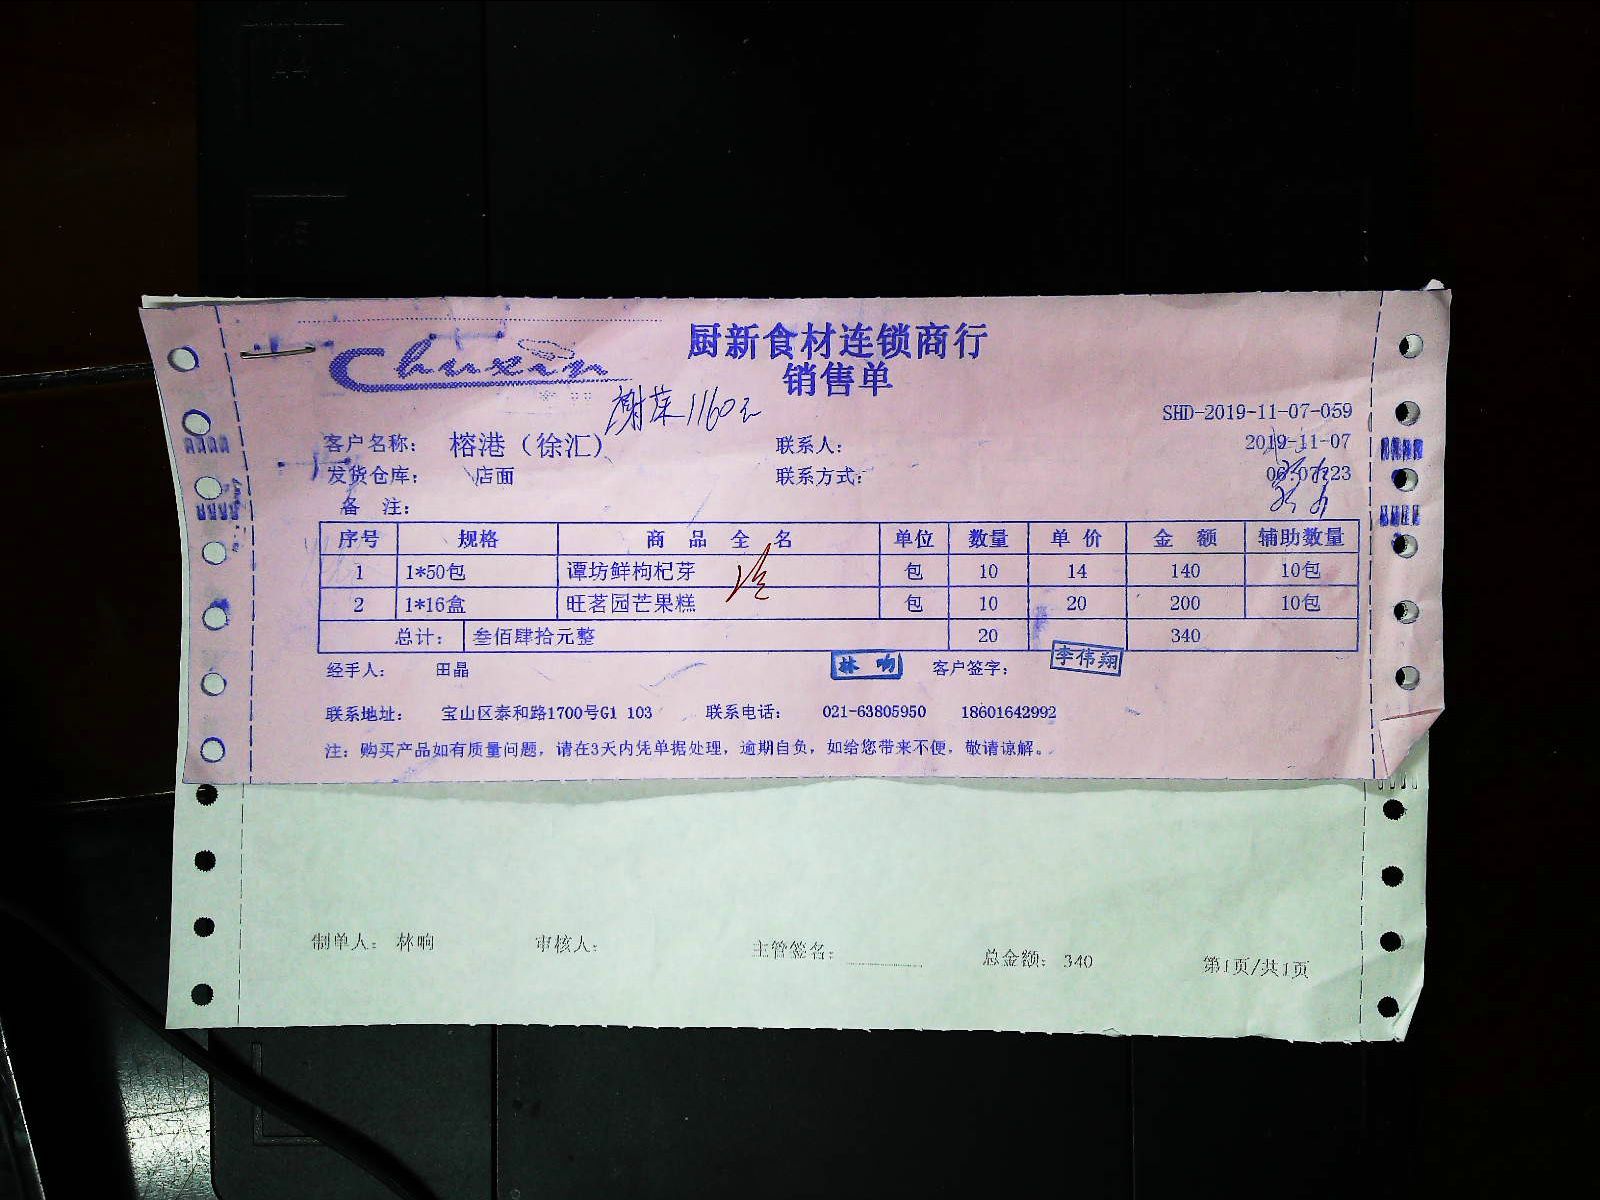 Chuxin
厨新食材连锁商行
销售单
SHD-2019-11-07-059
客户名称： 榕港（徐汇） 联系人： 2019-11-07
发货仓库： 店面 联系方式： 06:07:23
备 注：
序号 规格 商 品 全 名 单位 数量 单 价 金 额 辅助数量
1 1*50包 谭坊鲜枸杞芽 包 10 14 140 10包
2 1*16盒 旺茗园芒果糕 包 10 20 200 10包
总计： 叁佰肆拾元整 20 340
经手人： 田晶 林响 客户签字： 李伟翔
联系地址： 宝山区泰和路1700号G1 103 联系电话： 021-63805950 18601642992
注：购买产品如有质量问题，请在3天内凭单据处理，逾期自负，如给您带来不便，敬请谅解。
制单人： 林响 审核人： 主管签名： 总金额： 340 第1页/共1页